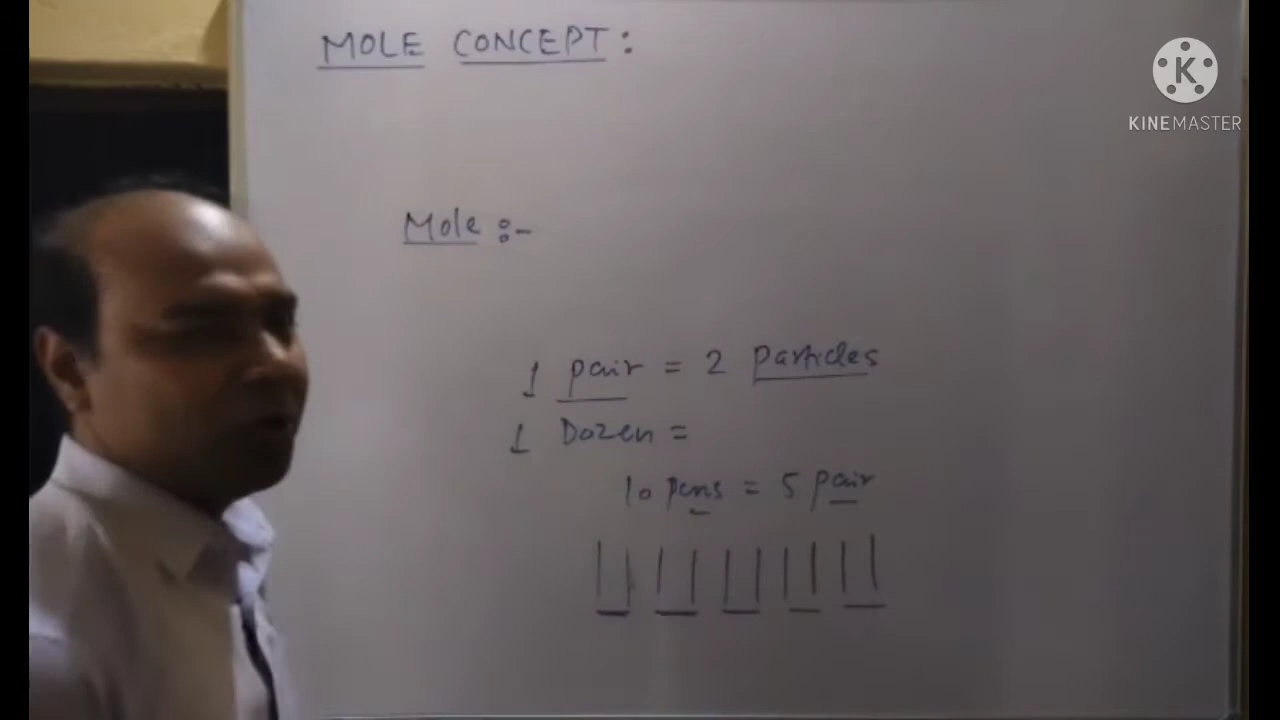 MOLE CONCEPT:
KINEMASTER
Mole :-
1 pair = 2 Particles
1 Dozen =
10 pens = 5 pair